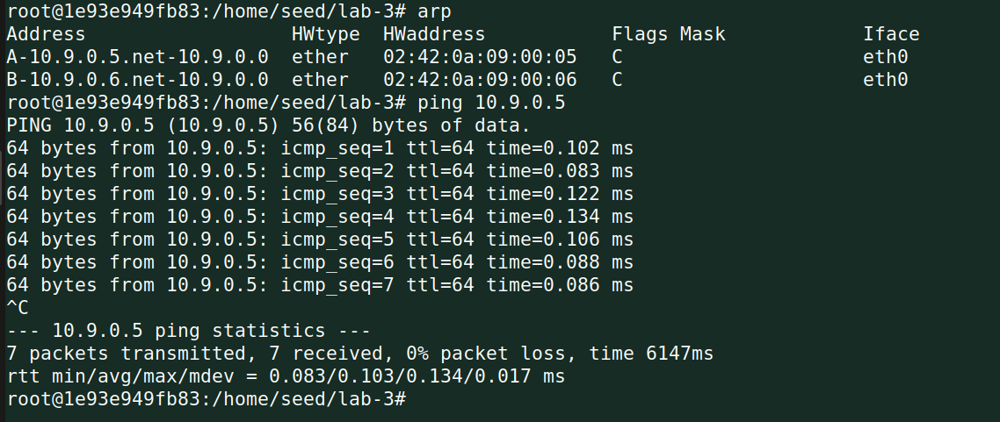 root@1e93e949fb83:/home/seed/lab-3# arp
Address                  HWtype  HWaddress           Flags Mask            Iface
A-10.9.0.5.net-10.9.0.0  ether   02:42:0a:09:00:05   C                     eth0
B-10.9.0.6.net-10.9.0.0  ether   02:42:0a:09:00:06   C                     eth0
root@1e93e949fb83:/home/seed/lab-3# ping 10.9.0.5
PING 10.9.0.5 (10.9.0.5) 56(84) bytes of data.
64 bytes from 10.9.0.5: icmp_seq=1 ttl=64 time=0.102 ms
64 bytes from 10.9.0.5: icmp_seq=2 ttl=64 time=0.083 ms
64 bytes from 10.9.0.5: icmp_seq=3 ttl=64 time=0.122 ms
64 bytes from 10.9.0.5: icmp_seq=4 ttl=64 time=0.134 ms
64 bytes from 10.9.0.5: icmp_seq=5 ttl=64 time=0.106 ms
64 bytes from 10.9.0.5: icmp_seq=6 ttl=64 time=0.088 ms
64 bytes from 10.9.0.5: icmp_seq=7 ttl=64 time=0.086 ms
^C
--- 10.9.0.5 ping statistics ---
7 packets transmitted, 7 received, 0% packet loss, time 6147ms
rtt min/avg/max/mdev = 0.083/0.103/0.134/0.017 ms
root@1e93e949fb83:/home/seed/lab-3#